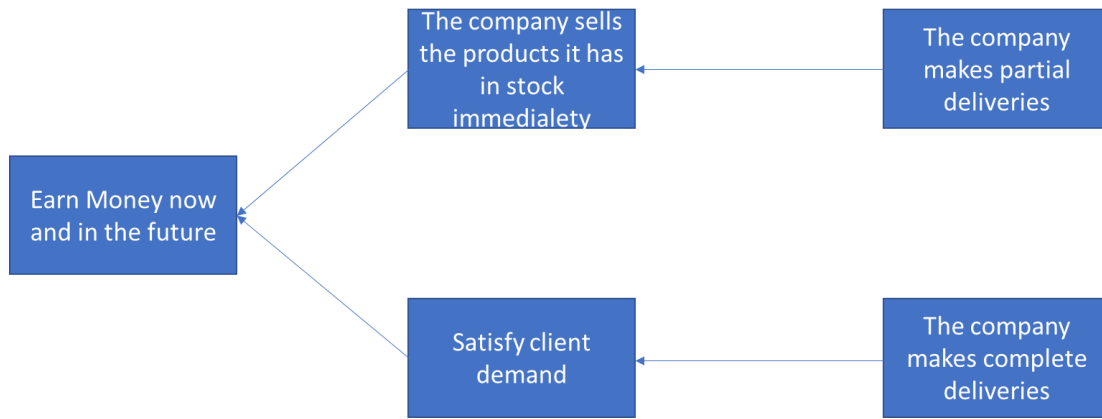 The company sells
the products it has
in stock
immedialety
The company
makes partial
deliveries
Earn Money now
and in the future
Satisfy client
demand
The company
makes complete
deliveries